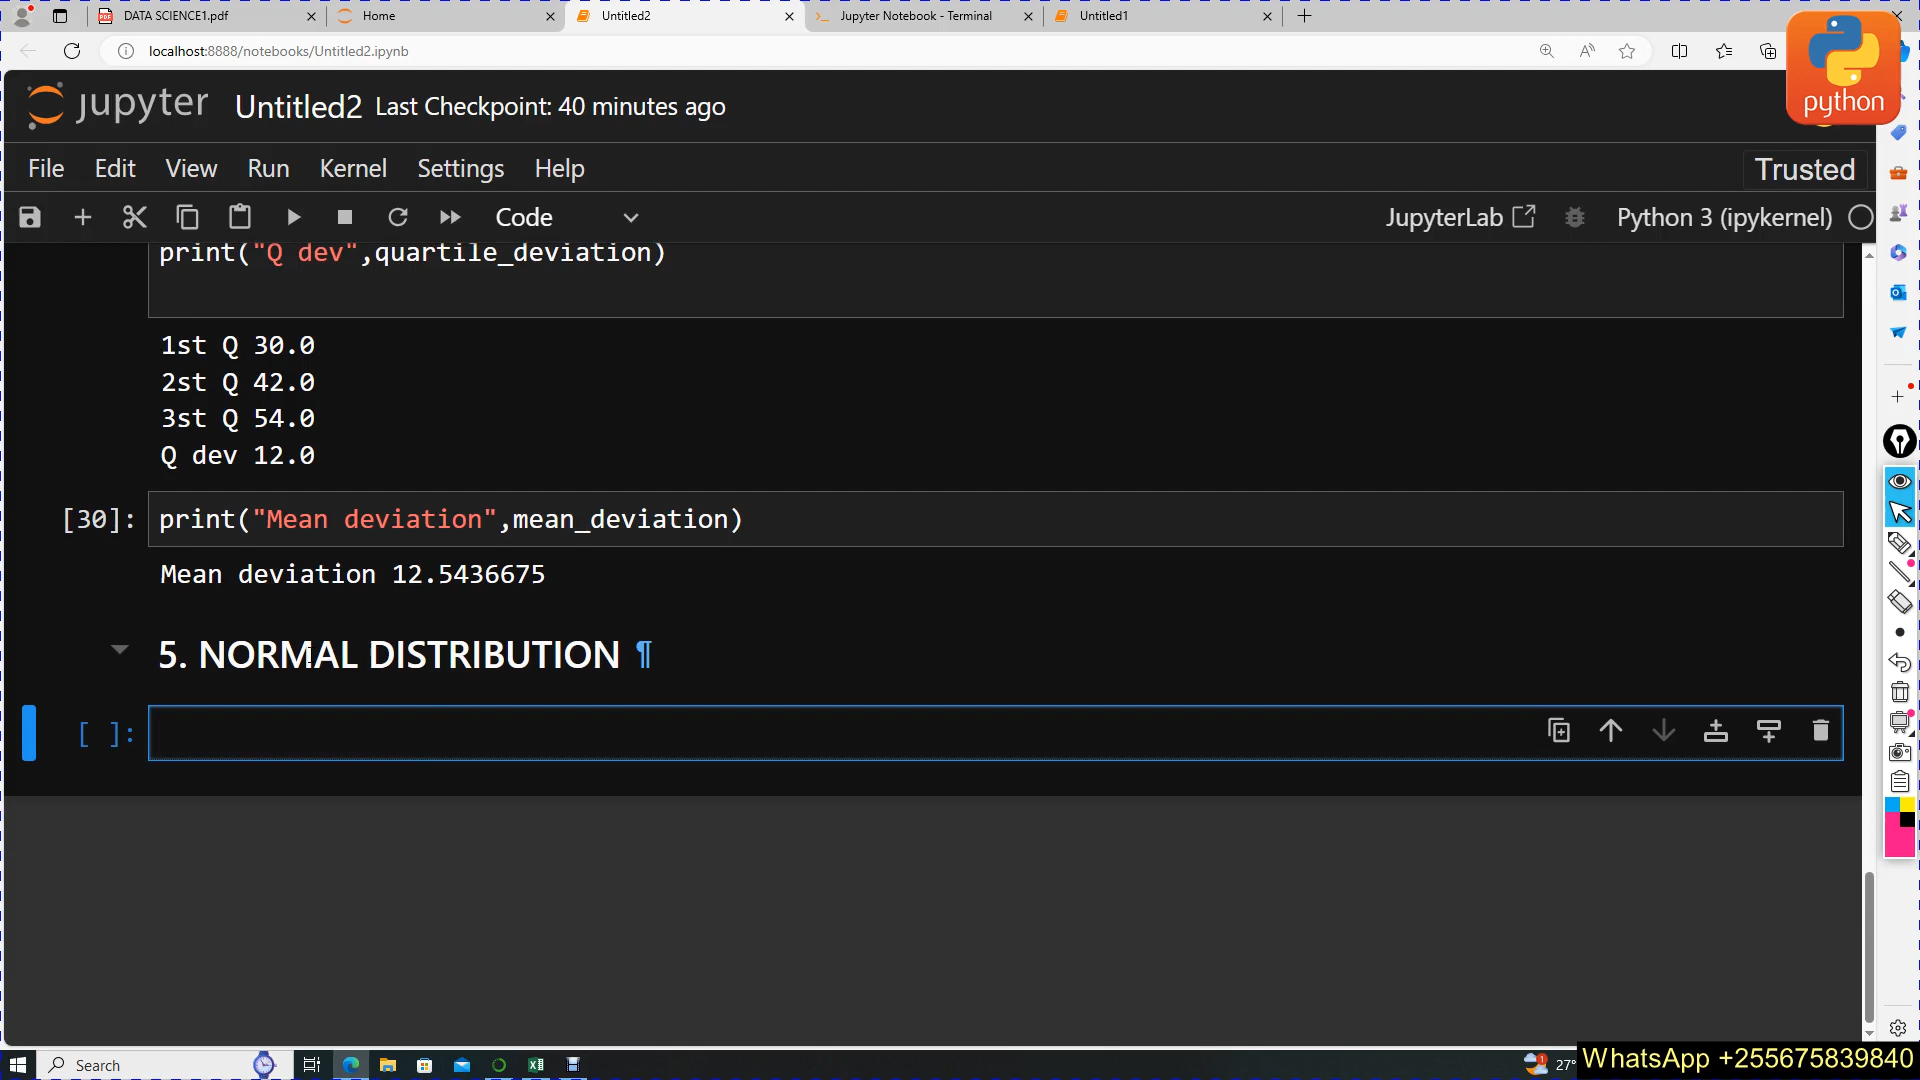 DATA SCIENCE1.pdf
Home
Untitled2
Jupyter Notebook - Terminal
Untitled1
localhost:8888/notebooks/Untitled2.ipynb
python
jupyter
Untitled2
Last Checkpoint: 40 minutes ago
File
Edit
View
Run
Kernel
Settings
Help
Trusted
Code
JupyterLab
Python 3 (ipykernel)
print("Q dev",quartile_deviation)
1st Q 30.0
2st Q 42.0
3st Q 54.0
Q dev 12.0
[30]:
print("Mean deviation",mean_deviation)
Mean deviation 12.5436675
5. NORMAL DISTRIBUTION ¶
[ ]:
Search
27°
WhatsApp +255675839840